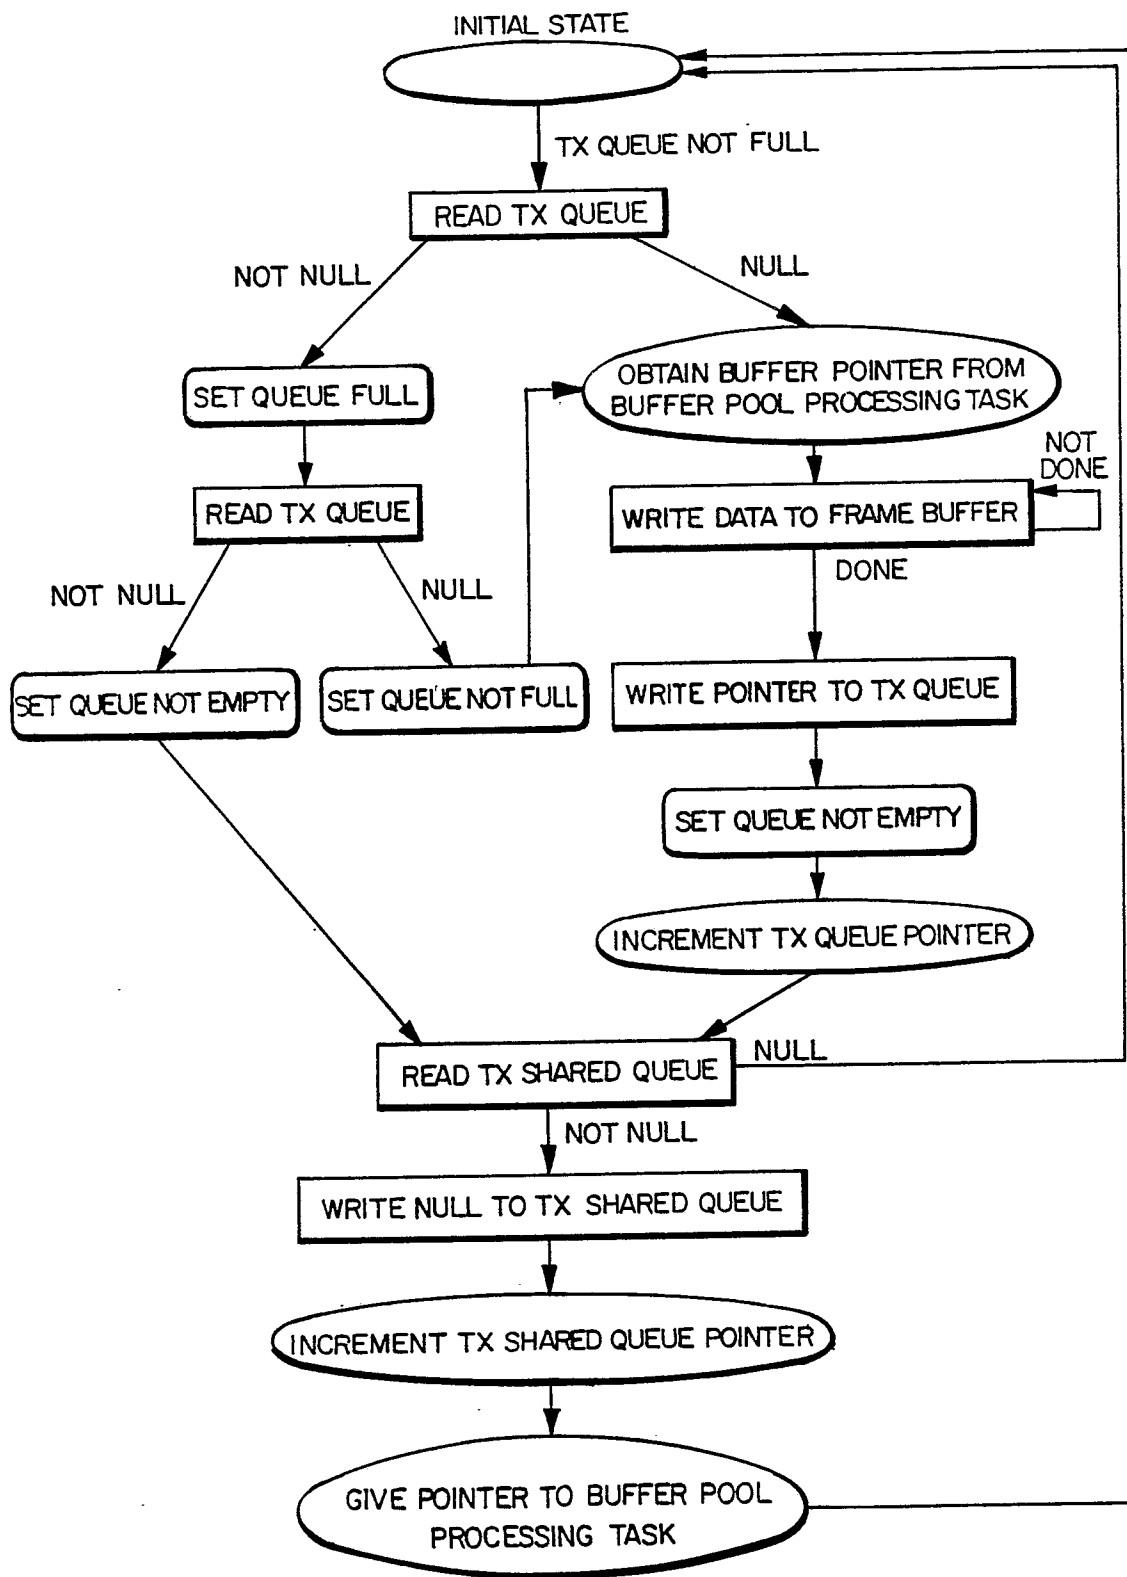 INITIAL STATE
TX QUEUE NOT FULL
READ TX QUEUE
NOT NULL
NULL
SET QUEUE FULL
OBTAIN BUFFER POINTER FROM
BUFFER POOL PROCESSING TASK
NOT
DONE
READ TX QUEUE
WRITE DATA TO FRAME BUFFER
DONE
NOT NULL
NULL
SET QUEUE NOT EMPTY
SET QUEUE NOT FULL
WRITE POINTER TO TX QUEUE
SET QUEUE NOT EMPTY
INCREMENT TX QUEUE POINTER
READ TX SHARED QUEUE
NULL
NOT NULL
WRITE NULL TO TX SHARED QUEUE
INCREMENT TX SHARED QUEUE POINTER
GIVE POINTER TO BUFFER POOL
PROCESSING TASK